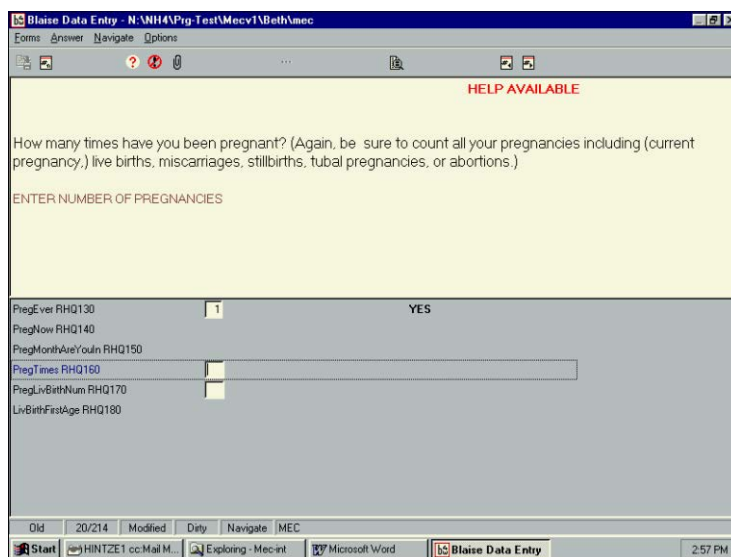 Blaise Data Entry - N:\NH4\Prg-Test\Mecv1\Beth\mec
Forms Answer Navigate Options
HELP AVAILABLE
How many times have you been pregnant? (Again, be sure to count all your pregnancies including (current
pregnancy,) live births, miscarriages, stillbirths, tubal pregnancies, or abortions.)
ENTER NUMBER OF PREGNANCIES
PregEver RHQ130 1 YES
PregNow RHQ140
PregMonthAreYouIn RHQ150
PregTimes RHQ160
PregLivBirthNum RHQ170
LivBirthFirstAge RHQ180
Old 20/214 Modified Dirty Navigate MEC
Start HINTZE1 cc:Mail M... Exploring - Mec-int Microsoft Word Blaise Data Entry 2:57 PM